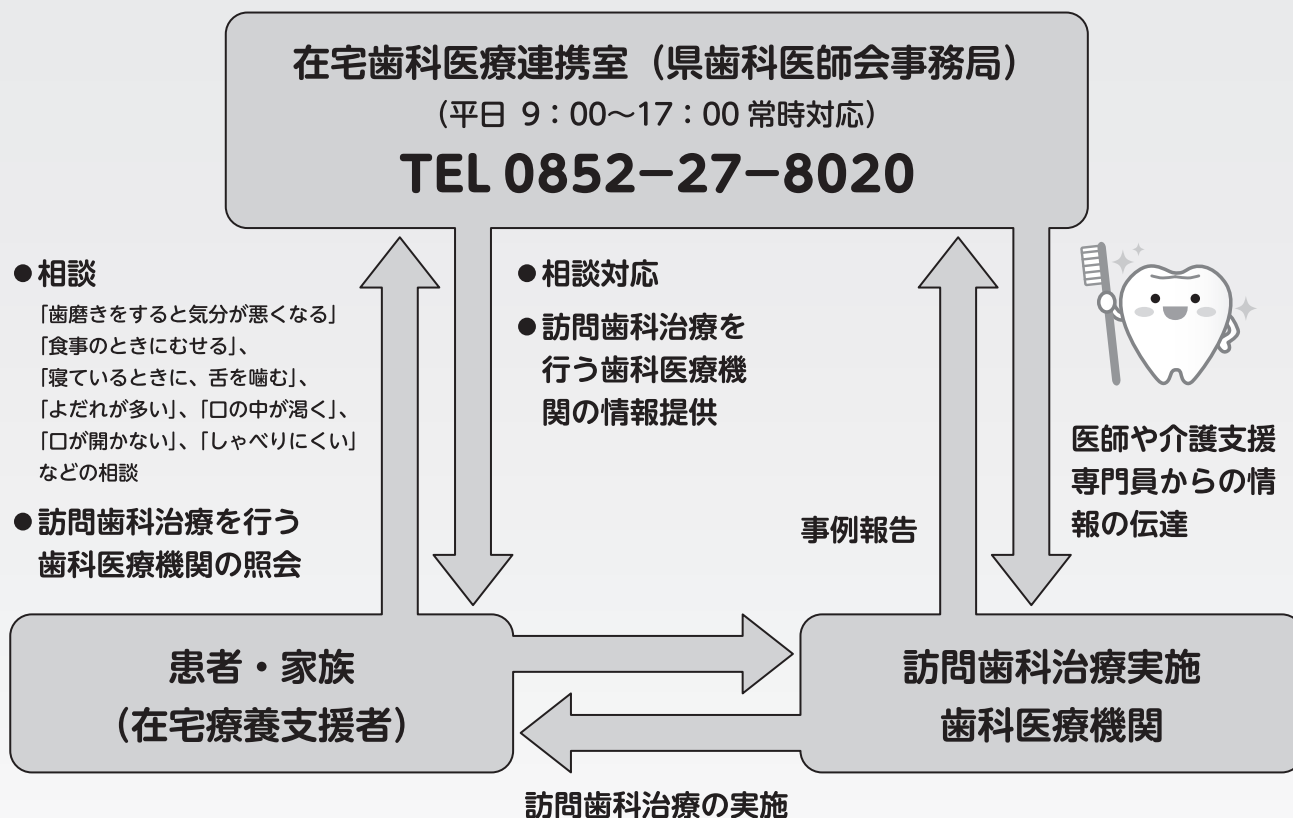 在宅歯科医療連携室（県歯科医師会事務局）
（平日 9：00〜17：00 常時対応）
TEL 0852−27−8020
●相談
「歯磨きをすると気分が悪くなる」
「食事のときにむせる」、
「寝ているときに、舌を噛む」、
「よだれが多い」、「口の中が渇く」、
「口が開かない」、「しゃべりにくい」
などの相談
●訪問歯科治療を行う
歯科医療機関の照会
●相談対応
●訪問歯科治療を
行う歯科医療機
関の情報提供
事例報告
医師や介護支援
専門員からの情
報の伝達
患者・家族
（在宅療養支援者）
訪問歯科治療実施
歯科医療機関
訪問歯科治療の実施